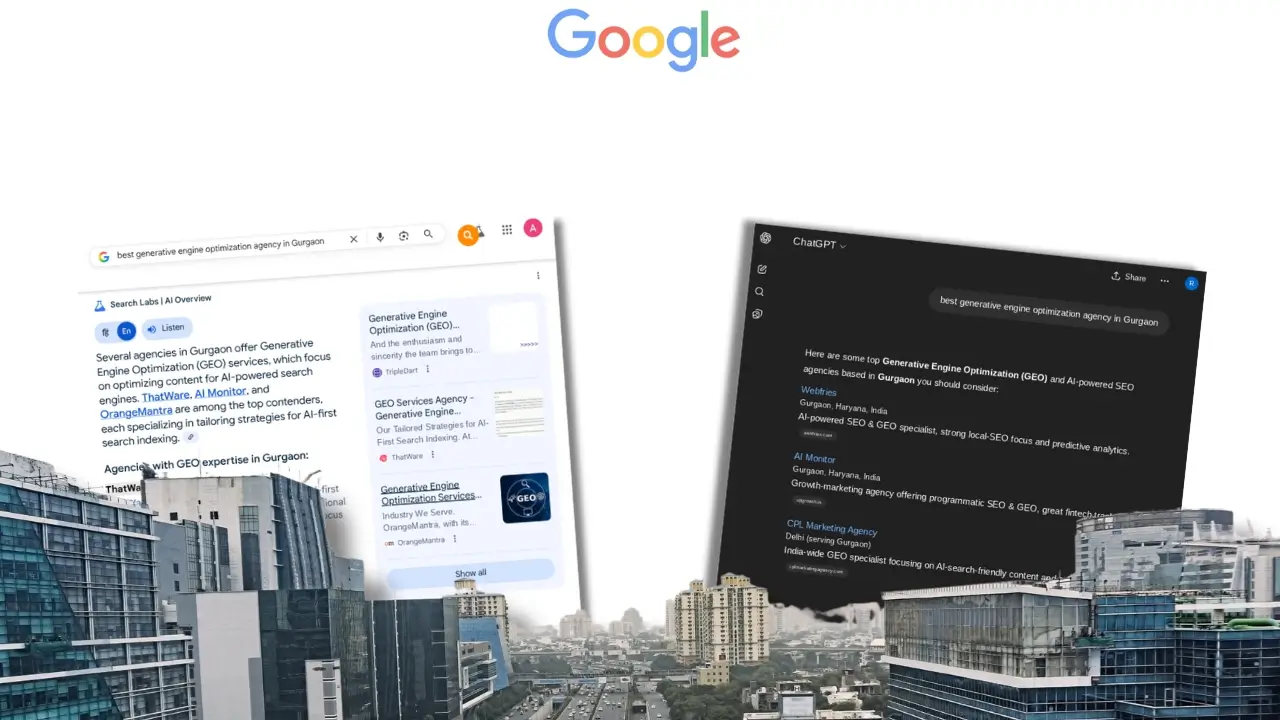 Google
best generative engine optimization agency in Gurgaon
A
Search Labs | AI Overview
En
Listen
Several agencies in Gurgaon offer Generative
Engine Optimization (GEO) services, which focus
on optimizing content for AI-powered search
engines. ThatWare, AI Monitor, and
OrangeMantra are among the top contenders,
each specializing in tailoring strategies for AI-first
search indexing.
Agencies with GEO expertise in Gurgaon:
ThatWa
first
ional
ocus
Generative Engine
Optimization (GEO)...
And the enthusiasm and
sincerity the team brings to...
TripleDart
>>>>>
GEO Services Agency -
Generative Engine...
Our Tailored Strategies for AI-
First Search Indexing. At...
ThatWare
Generative Engine
Optimization Services...
Industry We Serve.
OrangeMantra, with its...
om OrangeMantra
GEO
Show all
ChatGPT
Share
R
best generative engine optimization agency in Gurgaon
Here are some top Generative Engine Optimization (GEO) and AI-powered SEO
agencies based in Gurgaon you should consider:
Webfries
Gurgaon, Haryana, India
AI-powered SEO & GEO specialist, strong local-SEO focus and predictive analytics.
webfries.com
AI Monitor
Gurgaon, Haryana, India
Growth-marketing agency offering programmatic SEO & GEO, great fintech
CPL Marketing Agency
Delhi (serving Gurgaon)
India-wide GEO specialist focusing on AI-search-friendly content and
cplmarketingagency.com